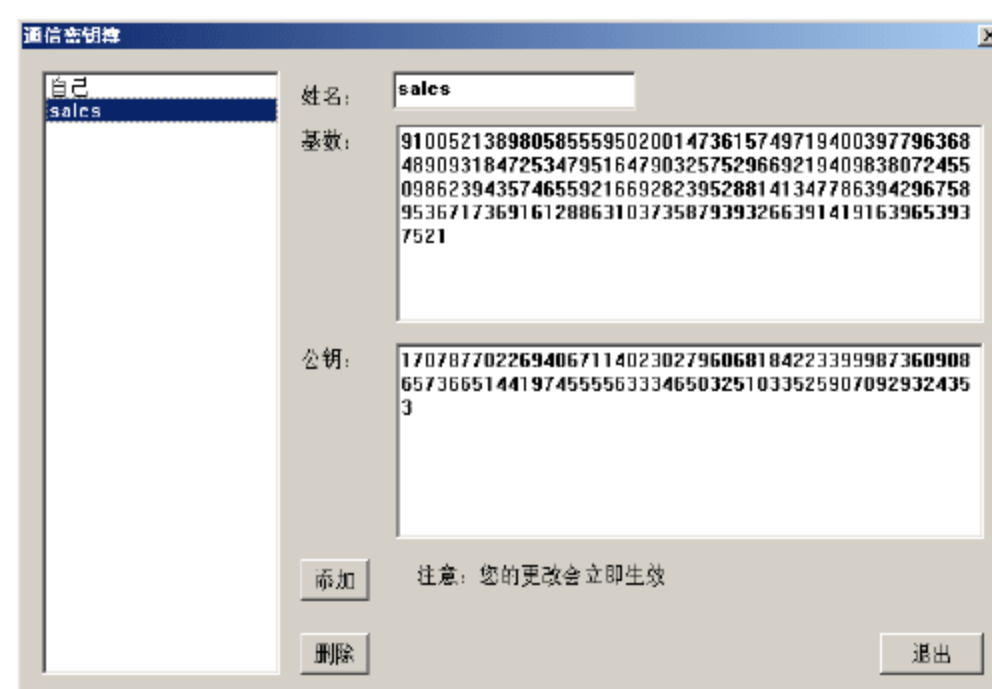 通信密钥簿
自己
sales
姓名：
sales
基数：
910052138980585559502001473615749719400397796368
489093184725347951647903257529669219409838072455
098623943574655921669282395288141347786394296758
953671736916128863103735879393266391419163965393
7521
公钥：
170787702269406711402302796068184223399987360908
657366514419745555633346503251033525907092932435
3
添加
注意：您的更改会立即生效
删除
退出